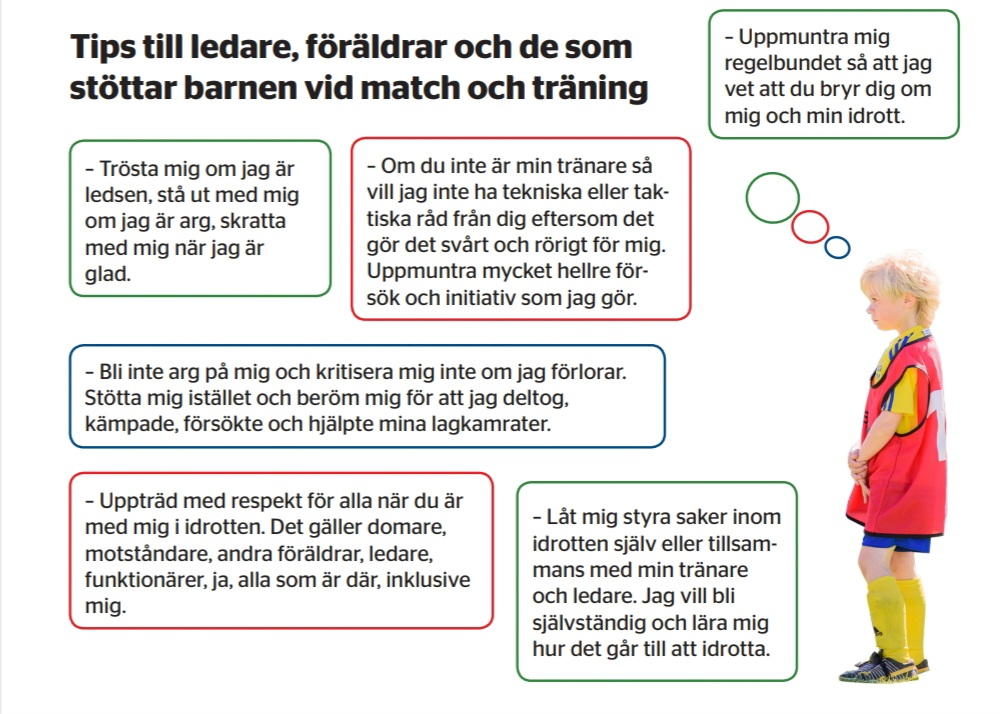 Tips till ledare, föräldrar och de som
stöttar barnen vid match och träning
– Uppmuntra mig
regelbundet så att jag
vet att du bryr dig om
mig och min idrott.
– Trösta mig om jag är
ledsen, stå ut med mig
om jag är arg, skratta
med mig när jag är
glad.
– Om du inte är min tränare så
vill jag inte ha tekniska eller tak-
tiska råd från dig eftersom det
gör det svårt och rörigt för mig.
Uppmuntra mycket hellre för-
sök och initiativ som jag gör.
– Bli inte arg på mig och kritisera mig inte om jag förlorar.
Stötta mig istället och beröm mig för att jag deltog,
kämpade, försökte och hjälpte mina lagkamrater.
– Uppträd med respekt för alla när du är
med mig i idrotten. Det gäller domare,
motståndare, andra föräldrar, ledare,
funktionärer, ja, alla som är där, inklusive
mig.
– Låt mig styra saker inom
idrotten själv eller tillsam-
mans med min tränare
och ledare. Jag vill bli
självständig och lära mig
hur det går till att idrotta.